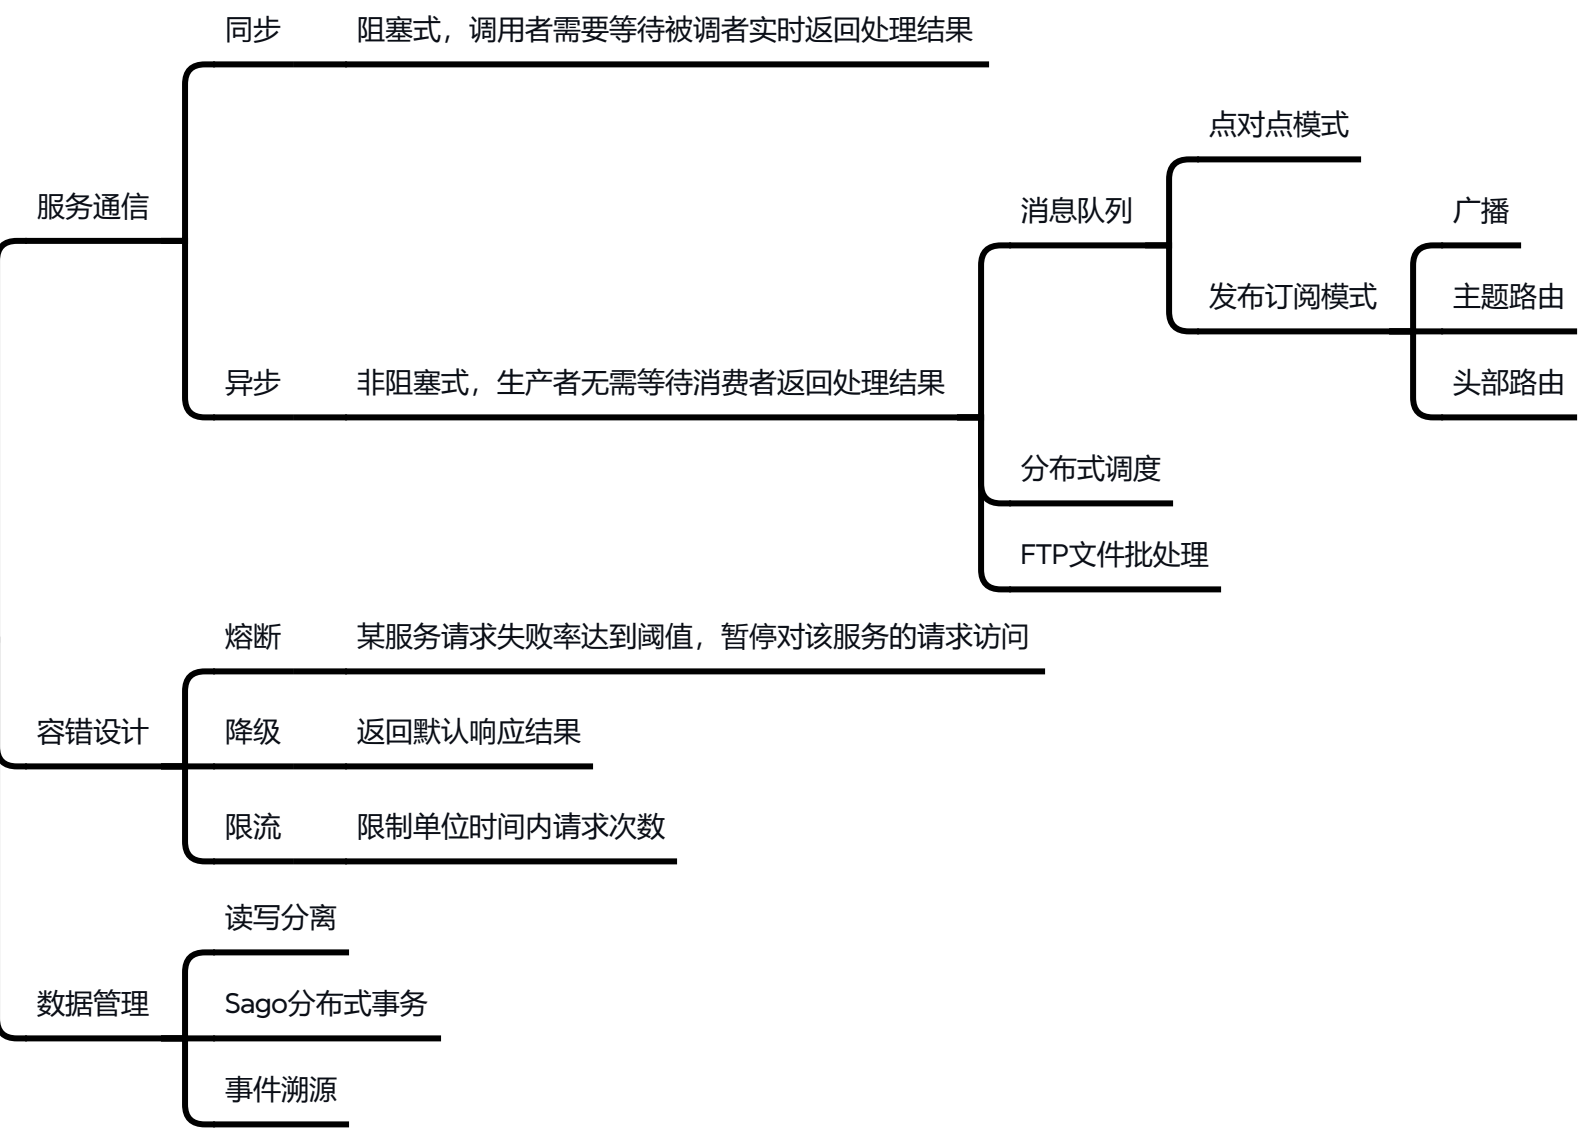 服务通信
同步
阻塞式，调用者需要等待被调者实时返回处理结果
异步
非阻塞式，生产者无需等待消费者返回处理结果
消息队列
点对点模式
发布订阅模式
广播
主题路由
头部路由
分布式调度
FTP文件批处理
容错设计
熔断
某服务请求失败率达到阈值，暂停对该服务的请求访问
降级
返回默认响应结果
限流
限制单位时间内请求次数
数据管理
读写分离
Sago分布式事务
事件溯源